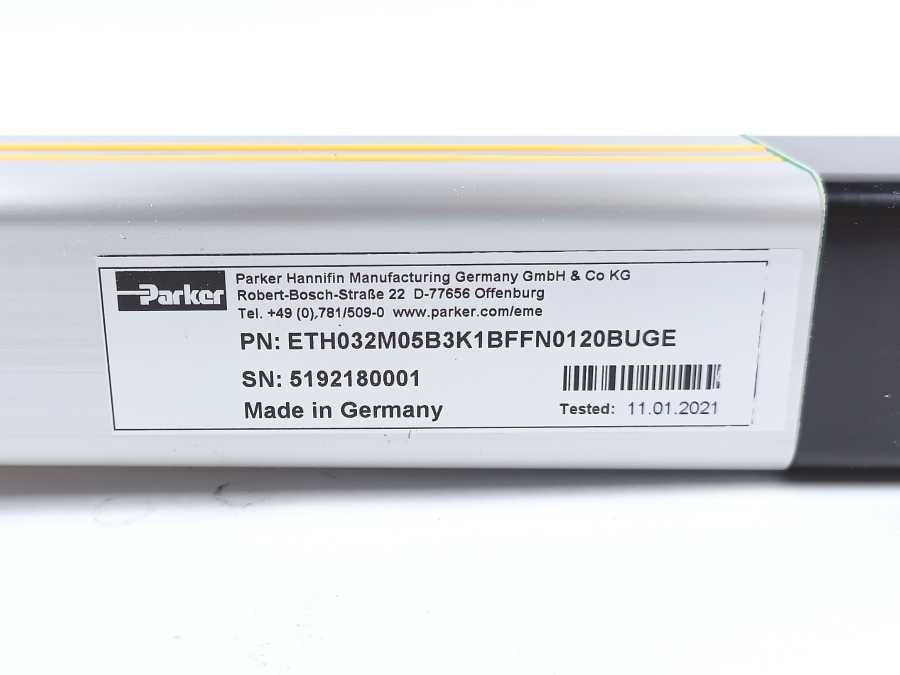 Parker
Parker Hannifin Manufacturing Germany GmbH & Co KG
Robert-Bosch-Straße 22 D-77656 Offenburg
Tel. +49 (0),781/509-0 www.parker.com/eme
PN: ETH032M05B3K1BFFN0120BUGE
SN: 5192180001
Made in Germany
Tested: 11.01.2021